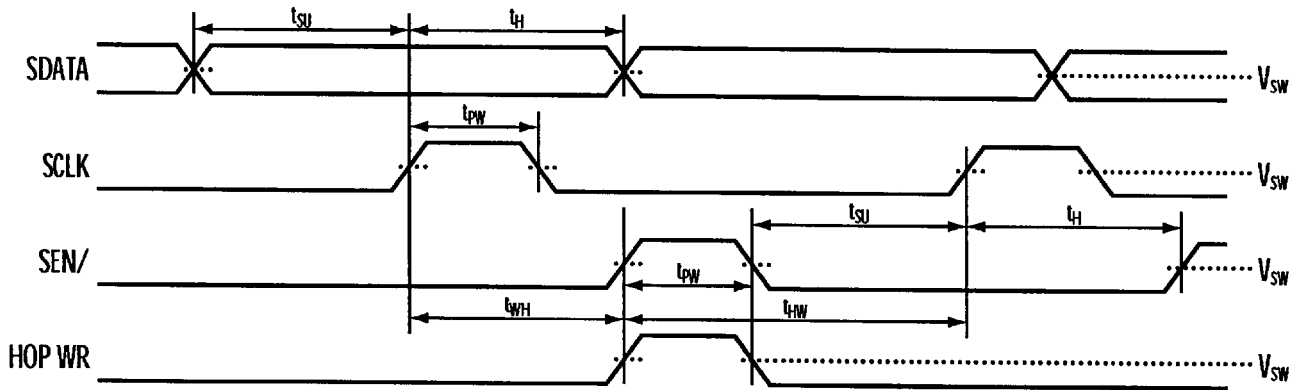 tSU tH
SDATA VSW
tPW
SCLK VSW
tSU tH
SEN/ tPW VSW
tWH tHW
HOP WR VSW